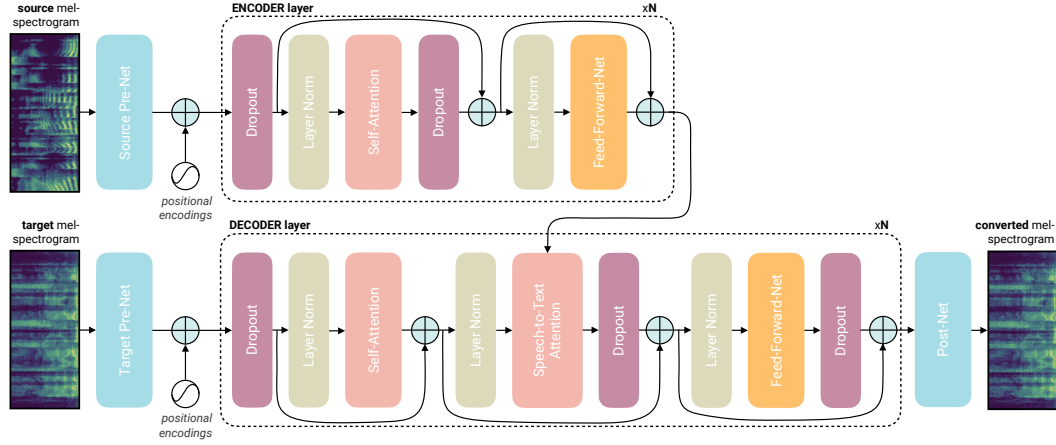 source mel-
spectrogram
ENCODER layer
xN
Source Pre-Net
Dropout
Layer Norm
Self-Attention
Dropout
Layer Norm
Feed-Forward-Net
positional
encodings
target mel-
spectrogram
DECODER layer
xN
converted mel-
spectrogram
Target Pre-Net
Dropout
Layer Norm
Self-Attention
Layer Norm
Speech-to-Text
Attention
Dropout
Layer Norm
Feed-Forward-Net
Dropout
Post-Net
positional
encodings